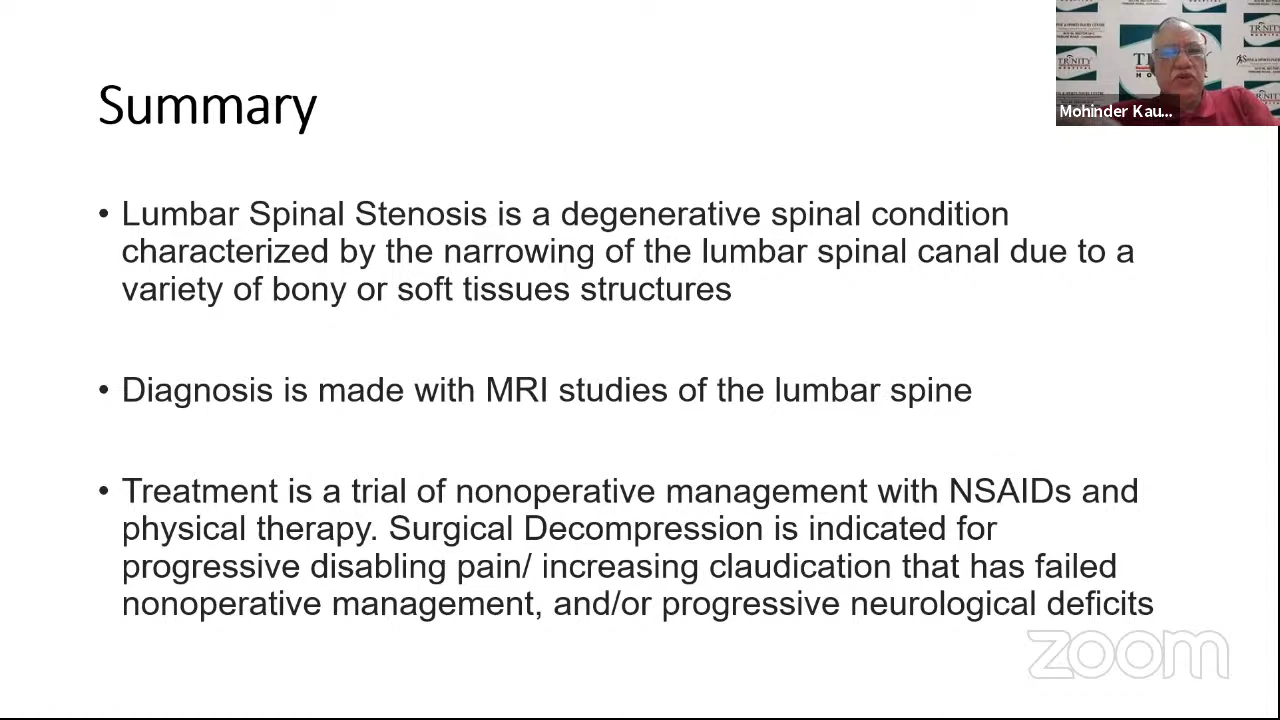 Summary
• Lumbar Spinal Stenosis is a degenerative spinal condition
characterized by the narrowing of the lumbar spinal canal due to a
variety of bony or soft tissues structures
• Diagnosis is made with MRI studies of the lumbar spine
• Treatment is a trial of nonoperative management with NSAIDs and
physical therapy. Surgical Decompression is indicated for
progressive disabling pain/ increasing claudication that has failed
nonoperative management, and/or progressive neurological deficits
Mohinder Kau...
TRINITY
zoom